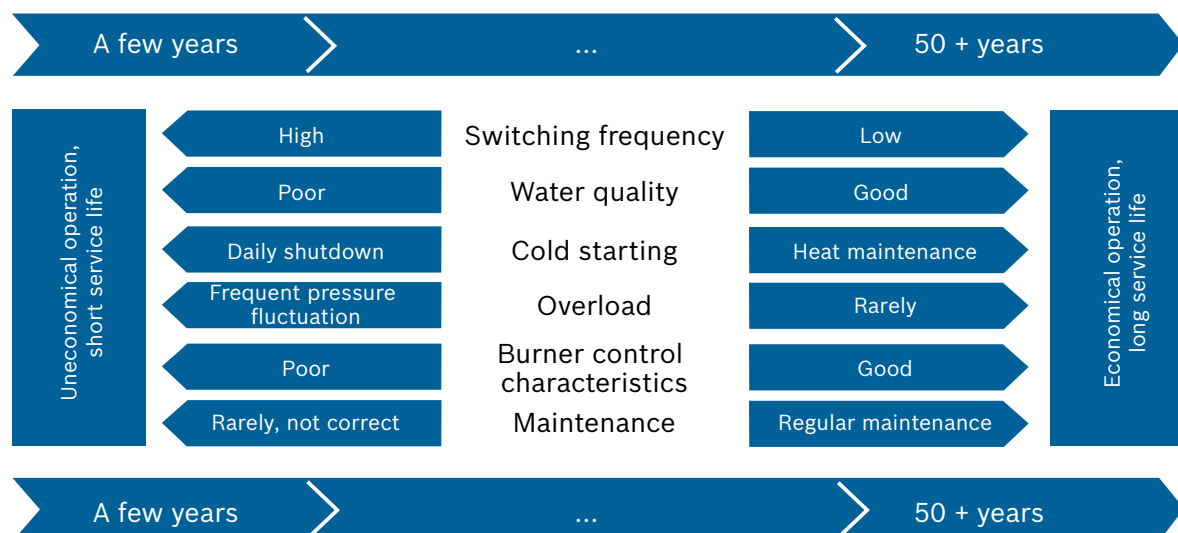 A few years
...
50 + years
Uneconomical operation,
short service life
High
Switching frequency
Low
Poor
Water quality
Good
Daily shutdown
Cold starting
Heat maintenance
Frequent pressure
fluctuation
Overload
Rarely
Poor
Burner control
characteristics
Good
Rarely, not correct
Maintenance
Regular maintenance
Economical operation,
long service life
A few years
...
50 + years